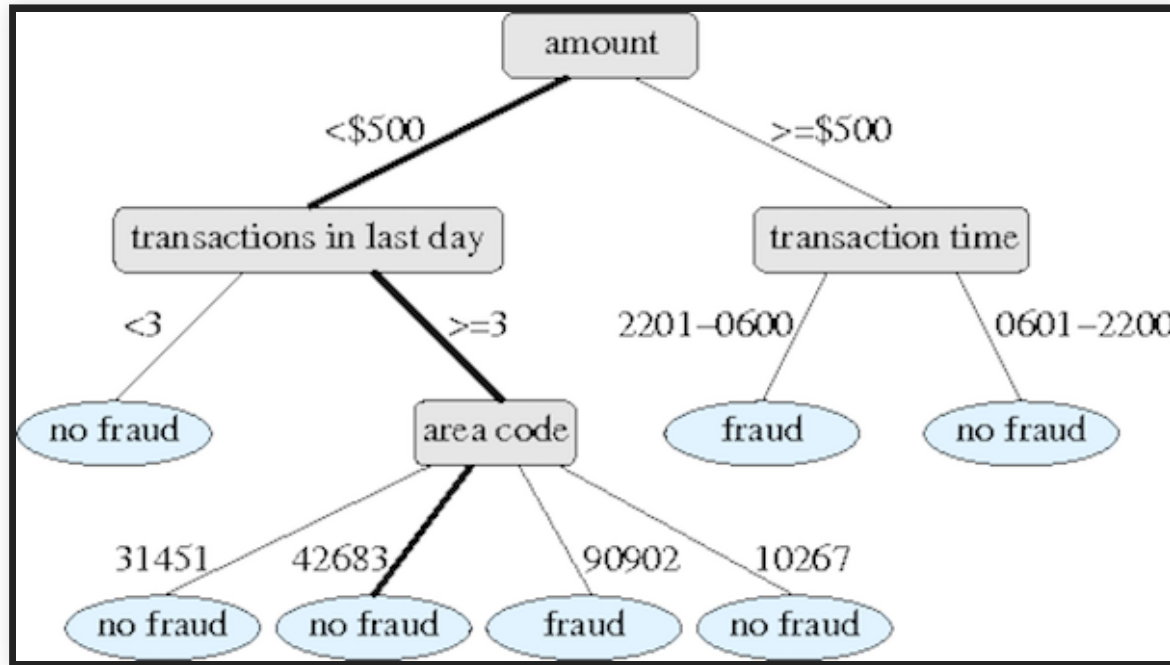 amount
<$500
>=$500
transactions in last day
transaction time
<3
>=3
2201–0600
0601–2200
no fraud
area code
fraud
no fraud
31451
42683
90902
10267
no fraud
no fraud
fraud
no fraud